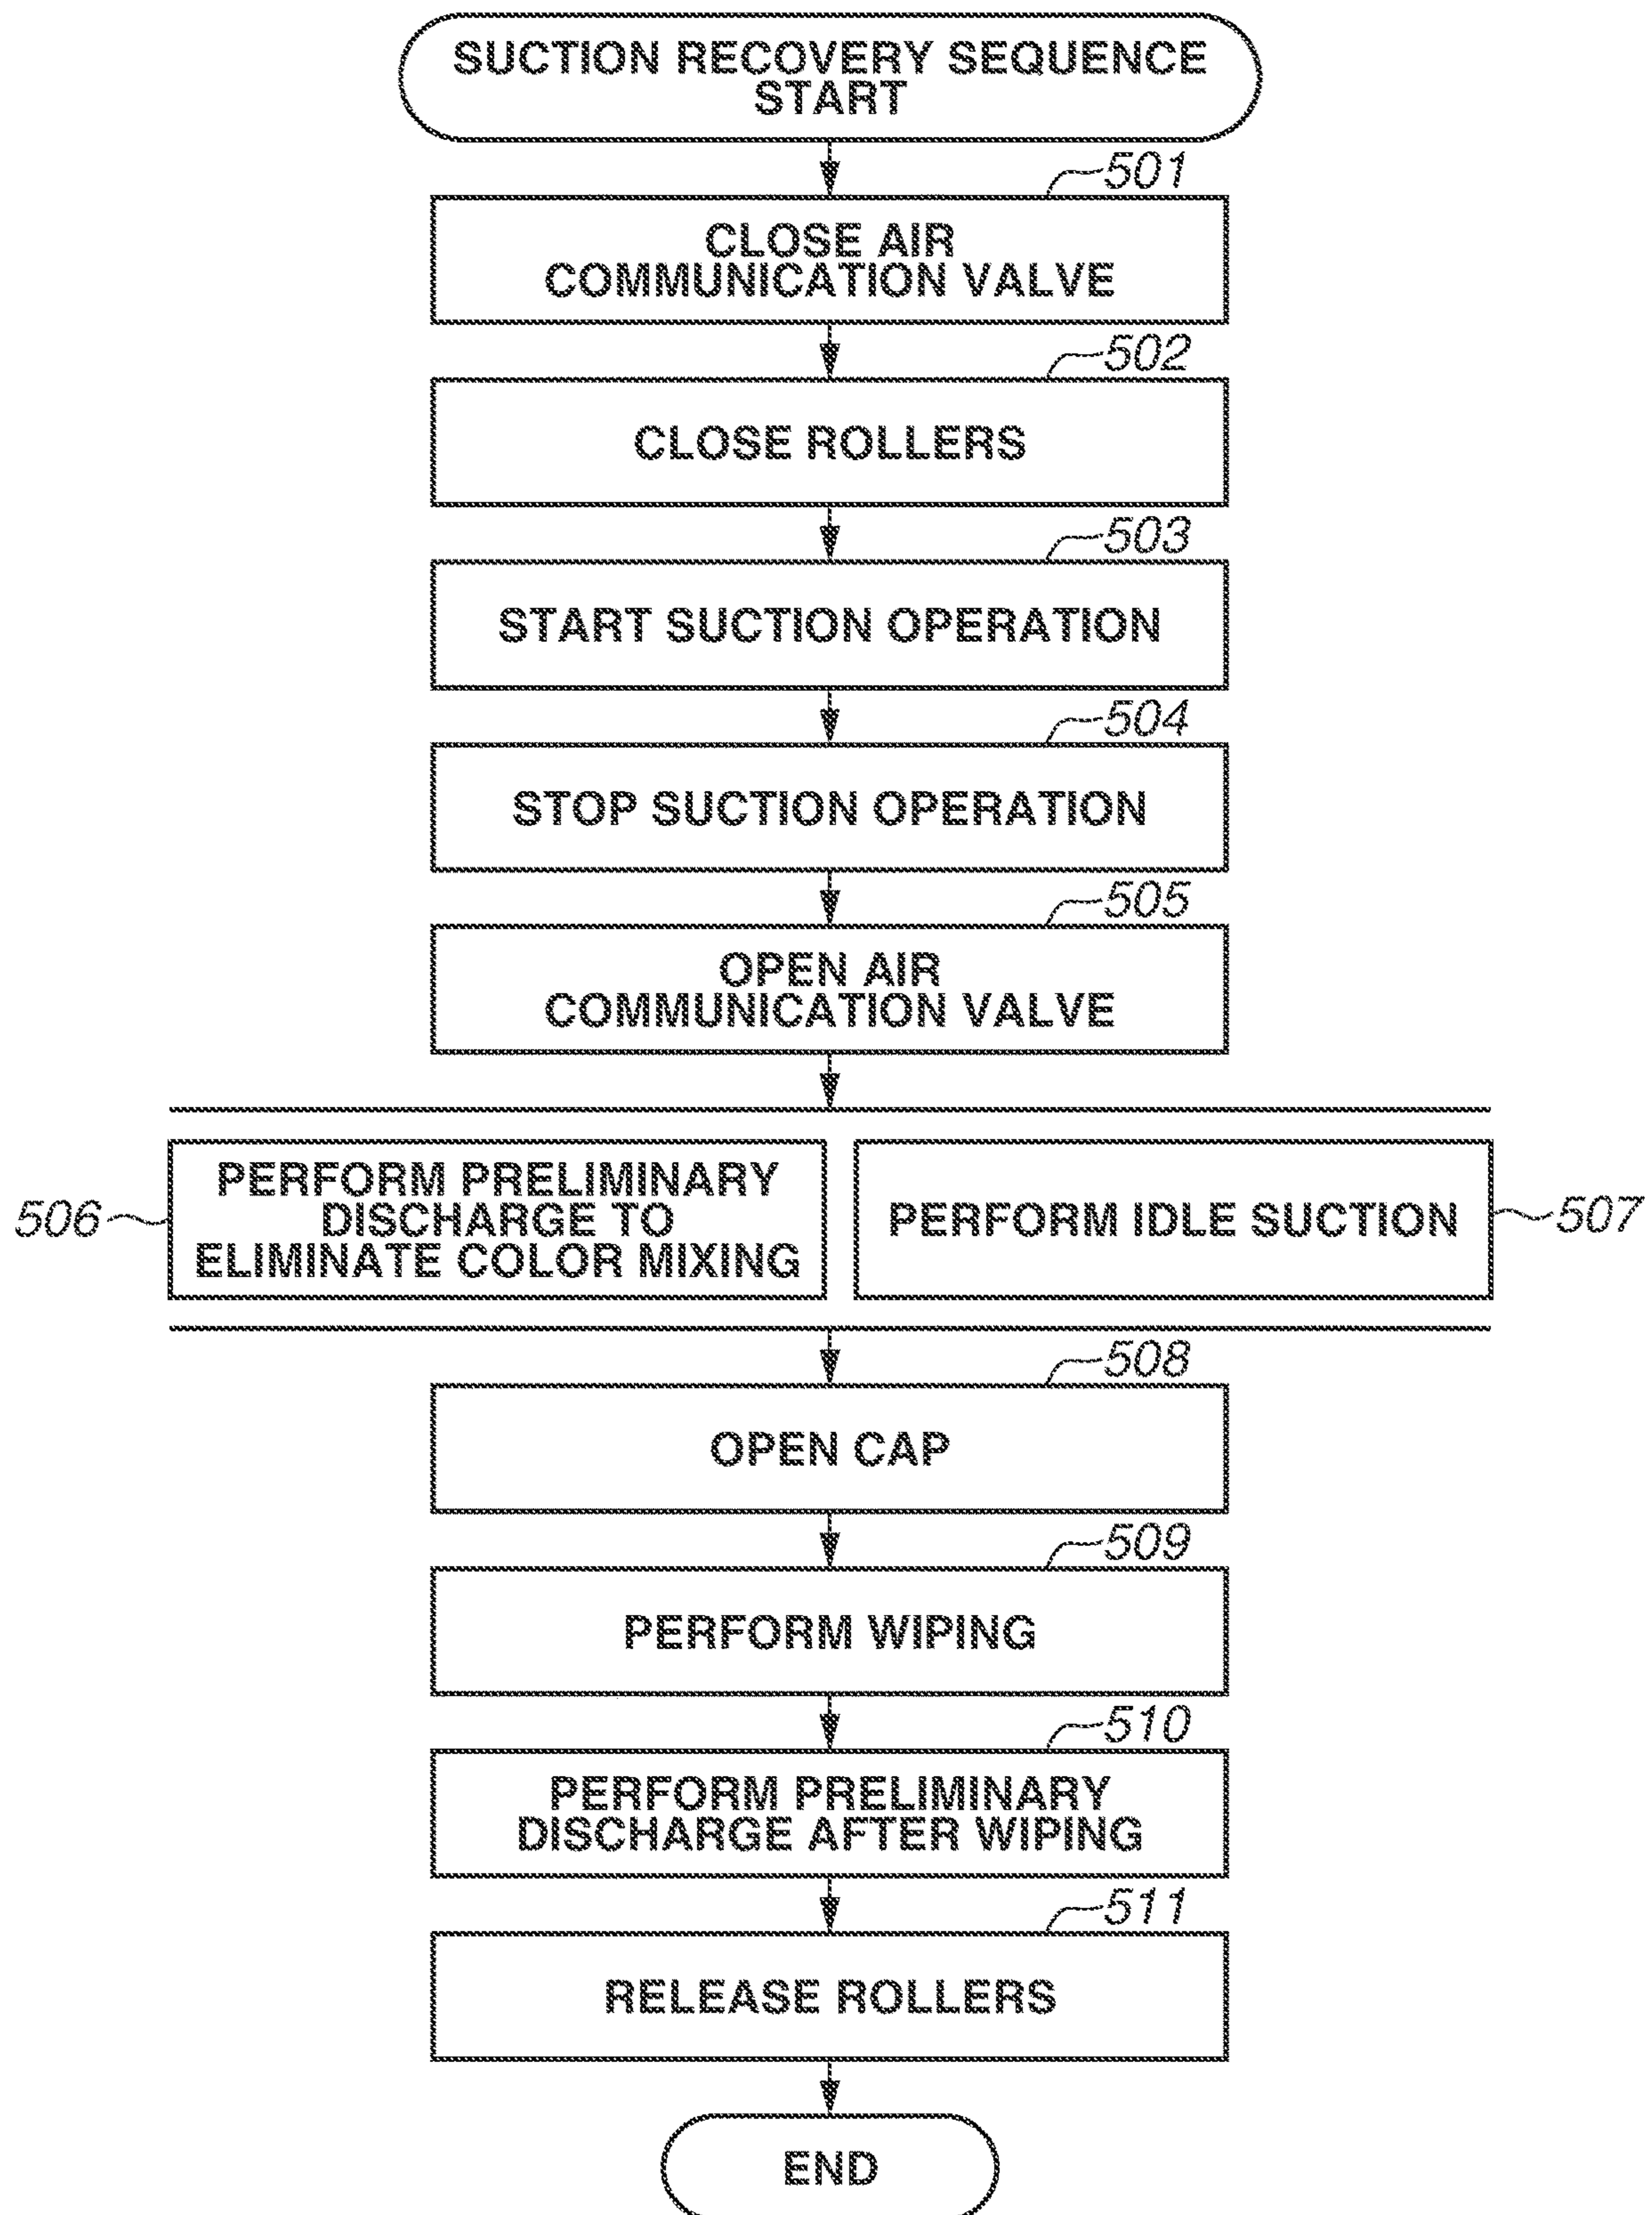 SUCTION RECOVERY SEQUENCE
START
501
CLOSE AIR
COMMUNICATION VALVE
502
CLOSE ROLLERS
503
START SUCTION OPERATION
504
STOP SUCTION OPERATION
505
OPEN AIR
COMMUNICATION VALVE
506
PERFORM PRELIMINARY
DISCHARGE TO
ELIMINATE COLOR MIXING
PERFORM IDLE SUCTION
507
508
OPEN CAP
509
PERFORM WIPING
510
PERFORM PRELIMINARY
DISCHARGE AFTER WIPING
511
RELEASE ROLLERS
END